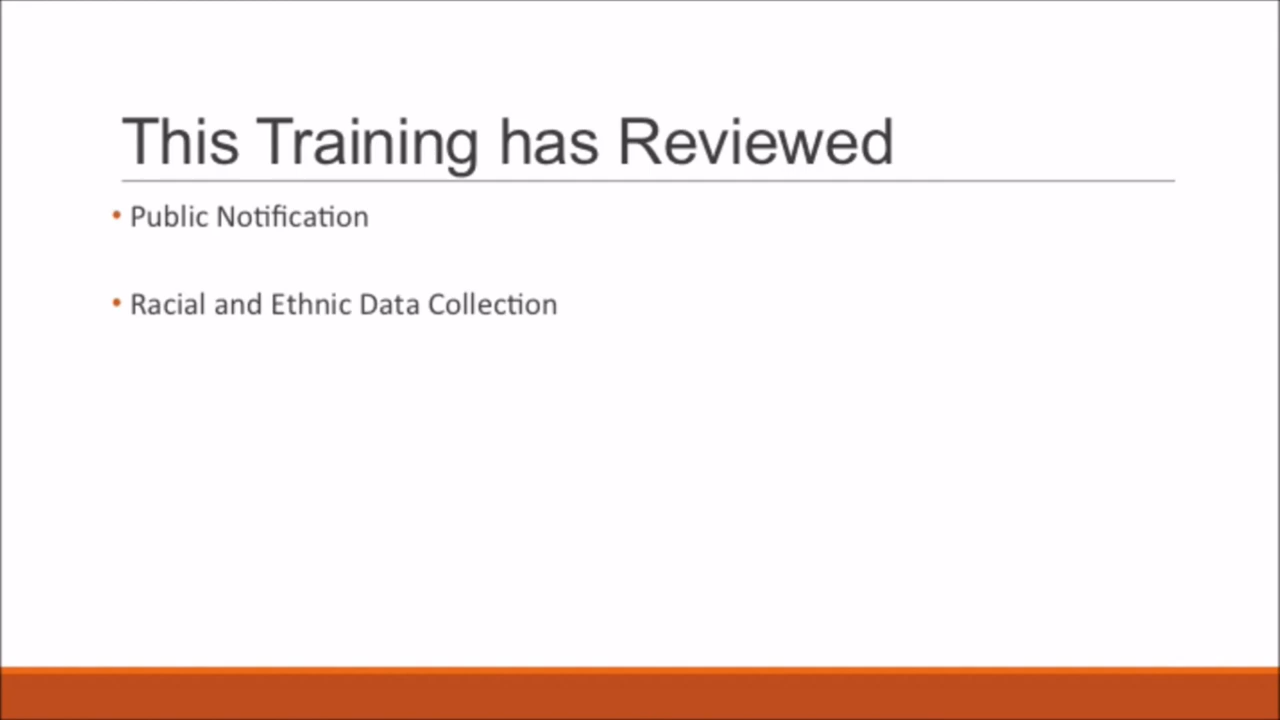 This Training has Reviewed
• Public Notification
• Racial and Ethnic Data Collection